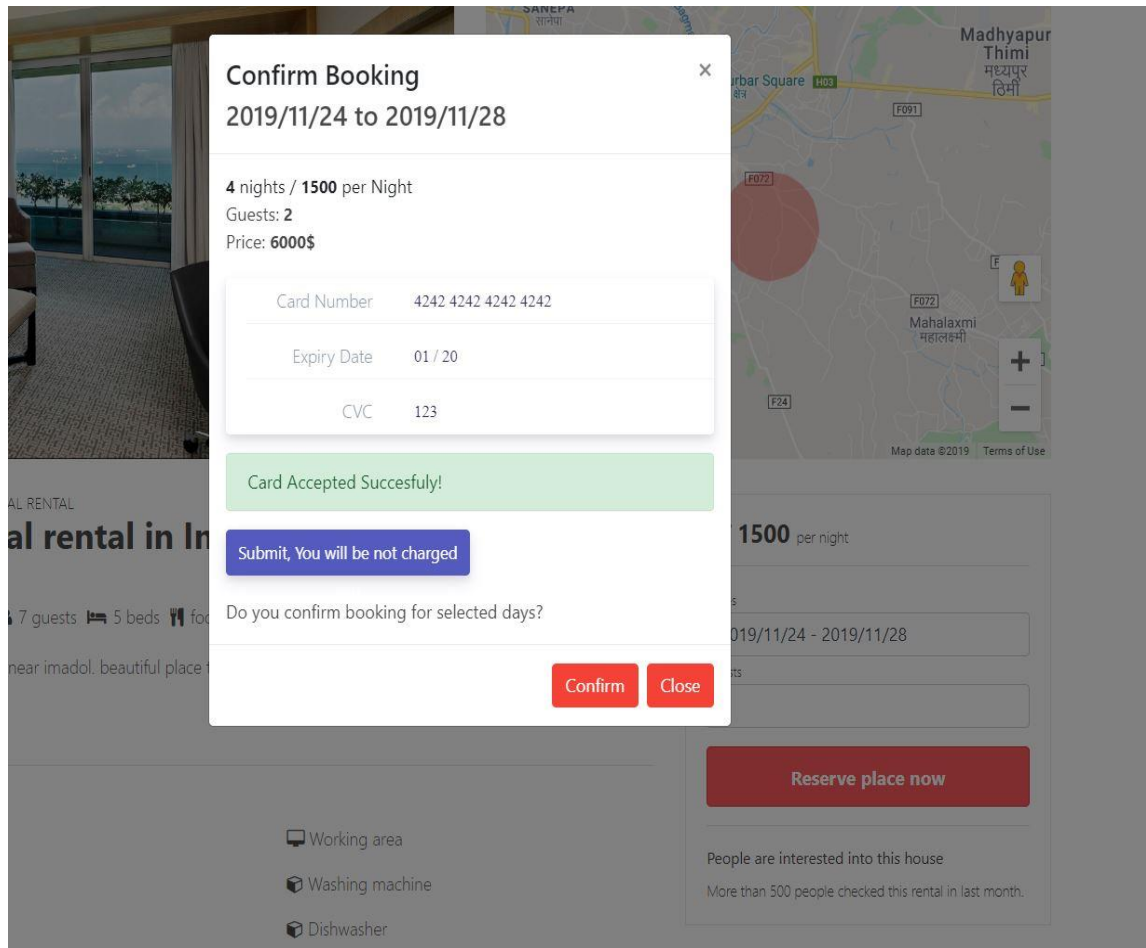 SANEPA
सानेपा
Madhyapur
Thimi
मध्यपुर
ठिमी
Square
H03
F091
F072
F072
Mahalaxmi
महालक्ष्मी
F24
Map data ©2019 Terms of Use
Confirm Booking
×
2019/11/24 to 2019/11/28
4 nights / 1500 per Night
Guests: 2
Price: 6000$
Card Number 4242 4242 4242 4242
Expiry Date 01 / 20
CVC 123
Card Accepted Succesfuly!
Submit, You will be not charged
Do you confirm booking for selected days?
Confirm Close
RENTAL
rental in
7 guests 5 beds
near imadol. beautiful place
1500 per night
019/11/24 - 2019/11/28
Reserve place now
People are interested into this house
More than 500 people checked this rental in last month.
Working area
Washing machine
Dishwasher